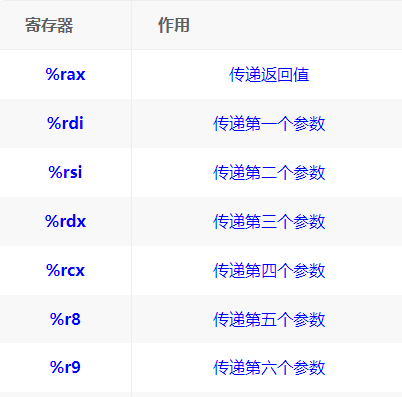 寄存器 作用
%rax 传递返回值
%rdi 传递第一个参数
%rsi 传递第二个参数
%rdx 传递第三个参数
%rcx 传递第四个参数
%r8 传递第五个参数
%r9 传递第六个参数